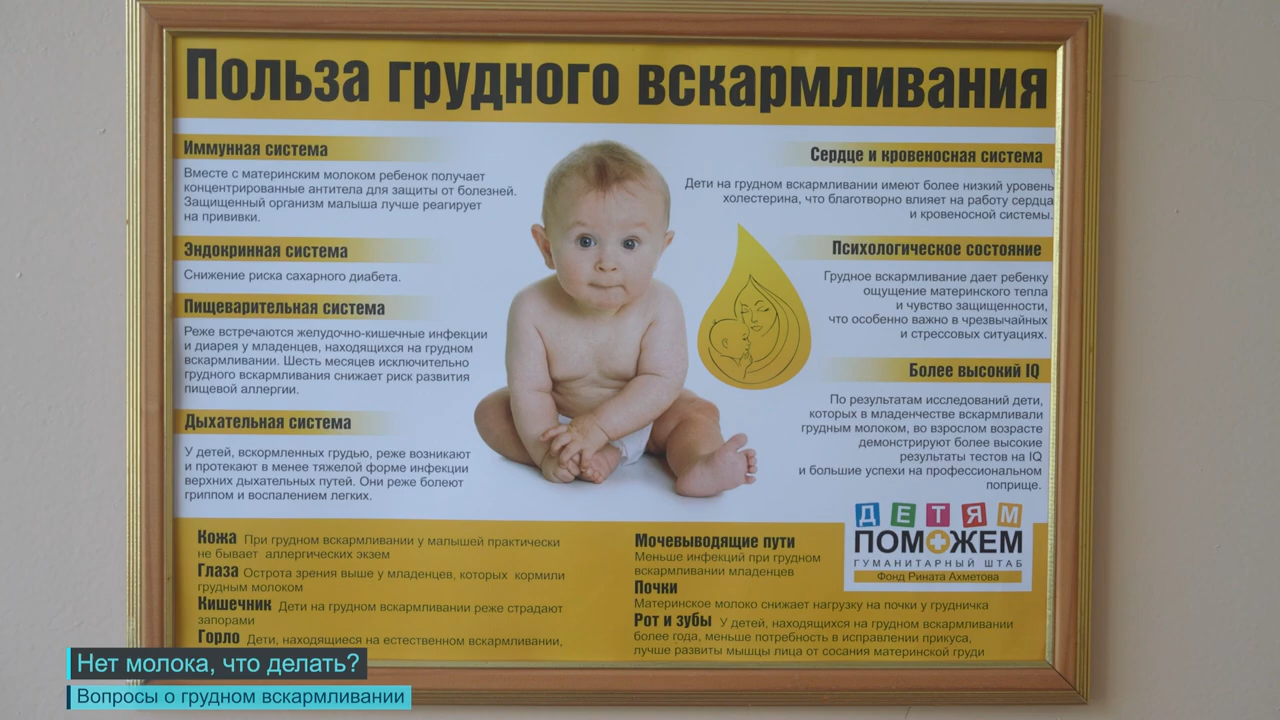 Польза грудного вскармливания
Иммунная система
Вместе с материнским молоком ребенок получает
концентрированные антитела для защиты от болезней.
Защищенный организм малыша лучше реагирует
на прививки.
Эндокринная система
Снижение риска сахарного диабета.
Пищеварительная система
Реже встречаются желудочно-кишечные инфекции
и диарея у младенцев, находящихся на грудном
вскармливании. Шесть месяцев исключительно
грудного вскармливания снижает риск развития
пищевой аллергии.
Дыхательная система
У детей, вскормленных грудью, реже возникают
и протекают в менее тяжелой форме инфекции
верхних дыхательных путей. Они реже болеют
гриппом и воспалением легких.
Сердце и кровеносная система
Дети на грудном вскармливании имеют более низкий уровень
холестерина, что благотворно влияет на работу сердца
и кровеносной системы.
Психологическое состояние
Грудное вскармливание дает ребенку
ощущение материнского тепла
и чувство защищенности,
что особенно важно в чрезвычайных
и стрессовых ситуациях.
Более высокий IQ
По результатам исследований дети,
которых в младенчестве вскармливали
грудным молоком, во взрослом возрасте
демонстрируют более высокие
результаты тестов на IQ
и большие успехи на профессиональном
поприще.
Кожа При грудном вскармливании у малышей практически
не бывает аллергических экзем
Глаза Острота зрения выше у младенцев, которых кормили
грудным молоком
Кишечник Дети на грудном вскармливании реже страдают
запорами
Горло Дети, находящиеся на естественном вскармливании,
Мочевыводящие пути
Меньше инфекций при грудном
вскармливании младенцев
Почки
Материнское молоко снижает нагрузку на почки у грудничка
Рот и зубы У детей, находящихся на грудном вскармливании
более года, меньше потребность в исправлении прикуса,
лучше развиты мышцы лица от сосания материнской груди
ДЕТЯМ
ПОМОЖЕМ
ГУМАНИТАРНЫЙ ШТАБ
Фонд Рината Ахметова
Нет молока, что делать?
Вопросы о грудном вскармливании